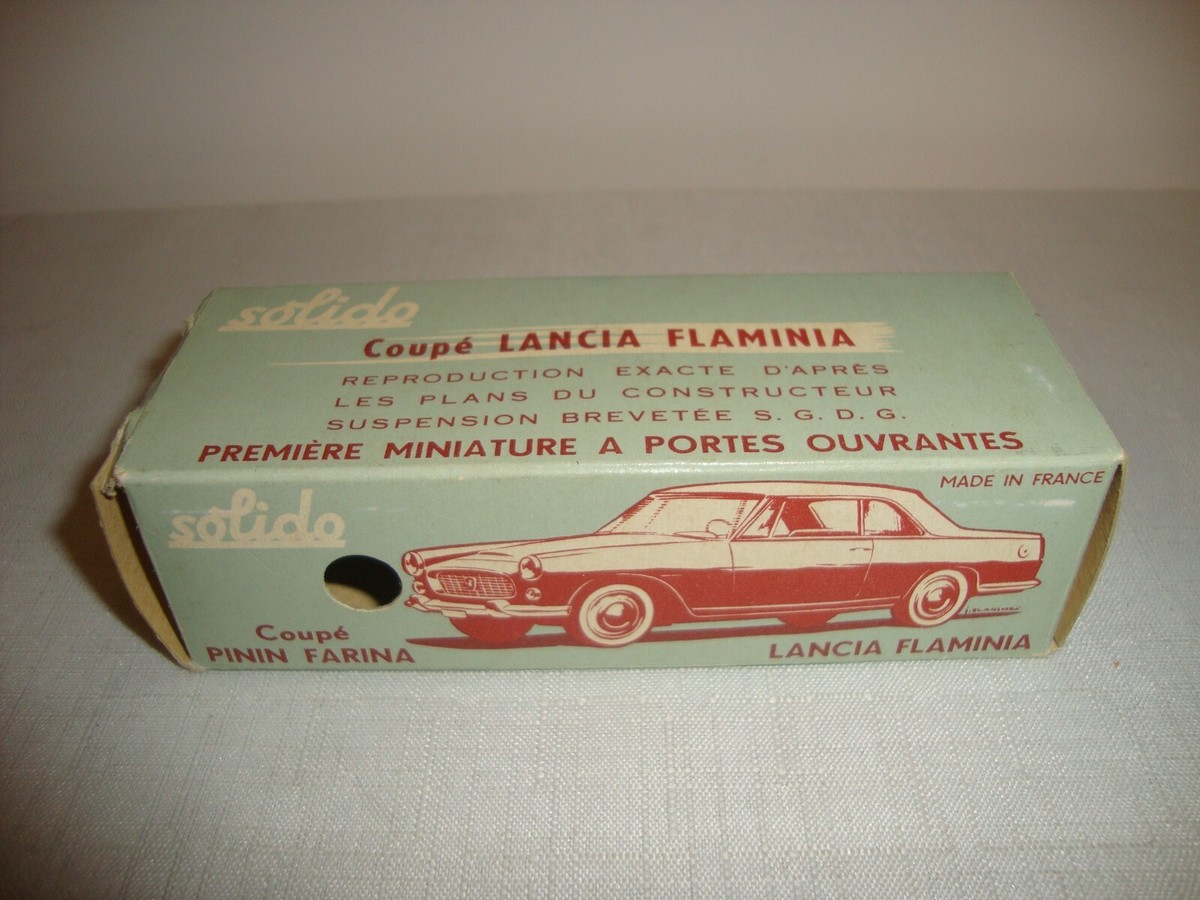 solido
Coupé LANCIA FLAMINIA
REPRODUCTION EXACTE D'APRÈS
LES PLANS DU CONSTRUCTEUR
SUSPENSION BREVETÉE S. G. D. G.
PREMIÈRE MINIATURE A PORTES OUVRANTES
MADE IN FRANCE
solido
Coupé
PININ FARINA
LANCIA FLAMINIA